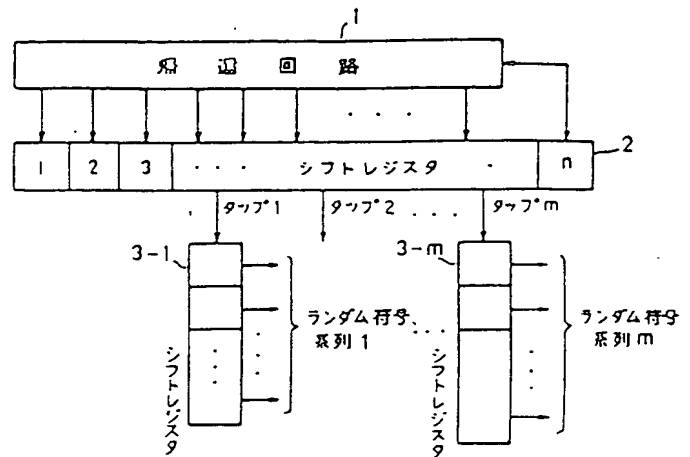 1
帰還回路
1 2 3 ・・・ シフトレジスタ ・ n
2
タップ1 タップ2 ・・・ タップm
3-1
3-m
ランダム符号
系列1
ランダム符号
系列m
シフトレジスタ
シフトレジスタ